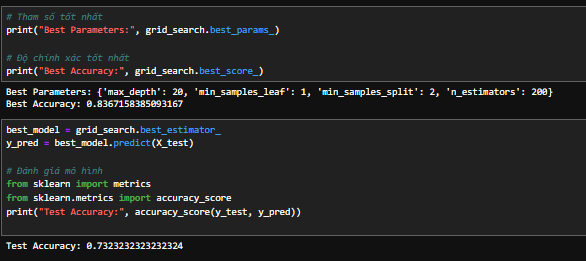 # Tham số tốt nhất
print("Best Parameters:", grid_search.best_params_)
# Độ chính xác tốt nhất
print("Best Accuracy:", grid_search.best_score_)
Best Parameters: {'max_depth': 20, 'min_samples_leaf': 1, 'min_samples_split': 2, 'n_estimators': 200}
Best Accuracy: 0.8367158385093167
best_model = grid_search.best_estimator_
y_pred = best_model.predict(X_test)
# Đánh giá mô hình
from sklearn import metrics
from sklearn.metrics import accuracy_score
print("Test Accuracy:", accuracy_score(y_test, y_pred))
Test Accuracy: 0.7323232323232324